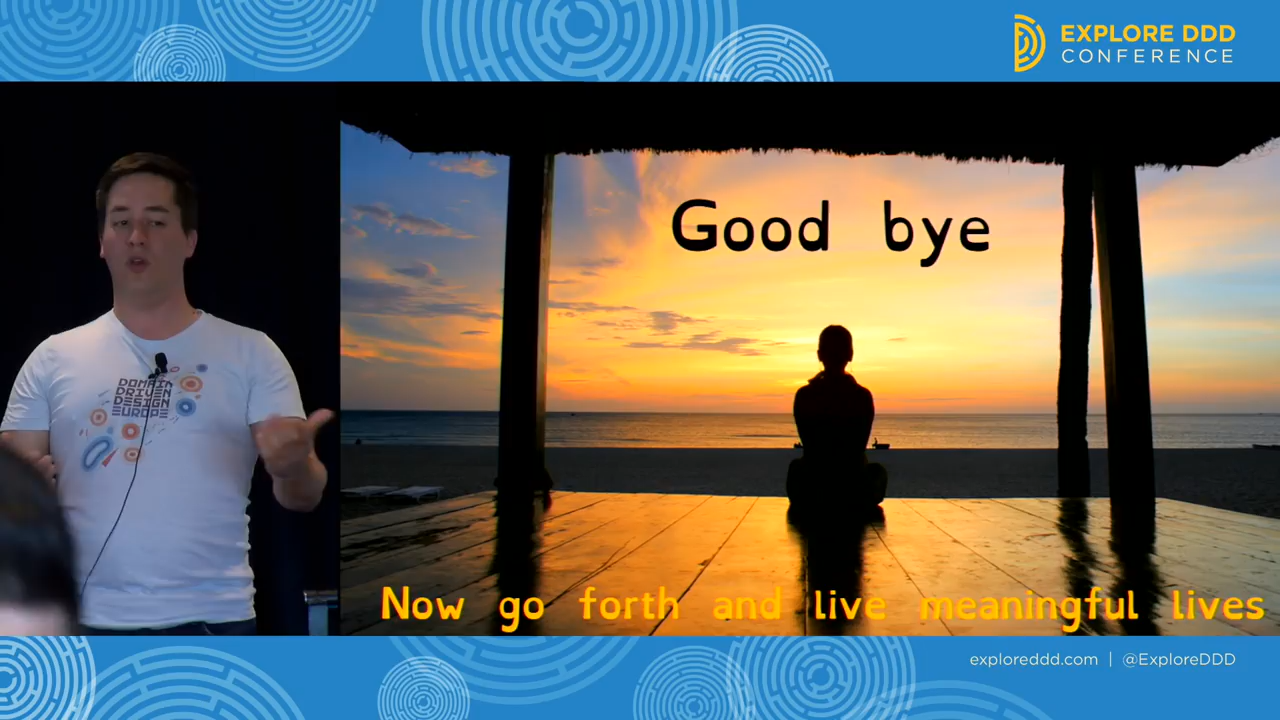 EXPLORE DDD
CONFERENCE
Good bye
DOMAIN
DRIVEN
DESIGN
EUROPE
Now go forth and live meaningful lives
exploreddd.com | @ExploreDDD